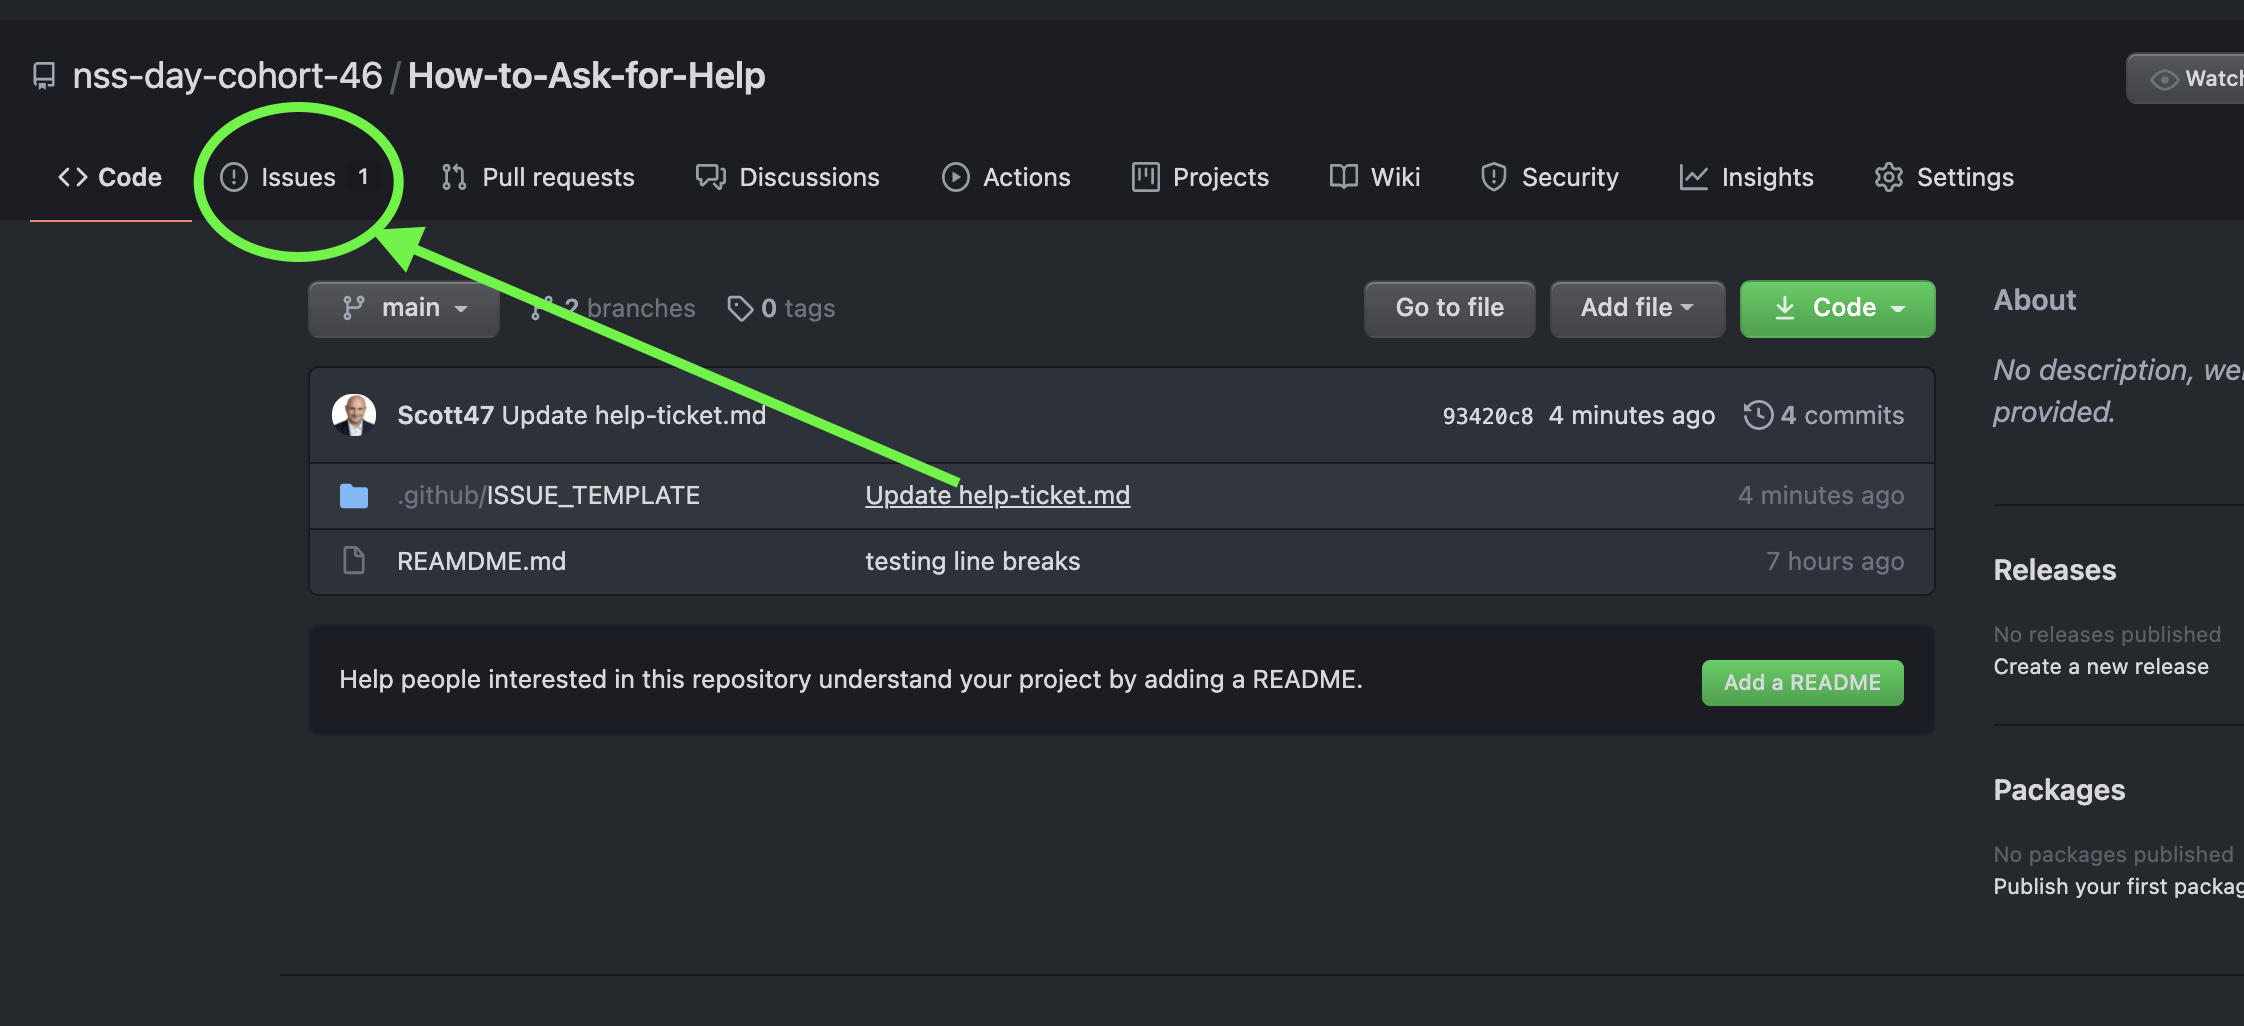 nss-day-cohort-46 / How-to-Ask-for-Help
Watch
Code
Issues 1
Pull requests
Discussions
Actions
Projects
Wiki
Security
Insights
Settings
main
2 branches
0 tags
Go to file
Add file
Code
Scott47 Update help-ticket.md
93420c8 4 minutes ago
4 commits
.github/ISSUE_TEMPLATE
Update help-ticket.md
4 minutes ago
REAMDME.md
testing line breaks
7 hours ago
Help people interested in this repository understand your project by adding a README.
Add a README
About
No description, we
provided.
Releases
No releases published
Create a new release
Packages
No packages published
Publish your first packag